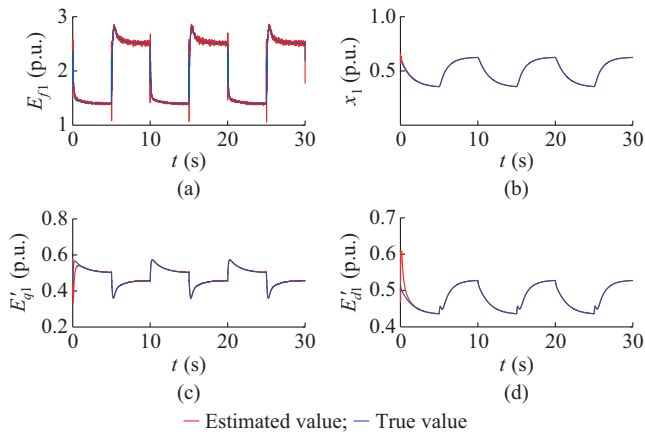 3
2
1
E_f1 (p.u.)
0 10 20 30
t (s)
(a)
1.0
0.5
x_1 (p.u.)
0 10 20 30
t (s)
(b)
0.8
0.6
0.4
0.2
E'_q1 (p.u.)
0 10 20 30
t (s)
(c)
0.7
0.6
0.5
0.4
E'_d1 (p.u.)
0 10 20 30
t (s)
(d)
Estimated value; True value